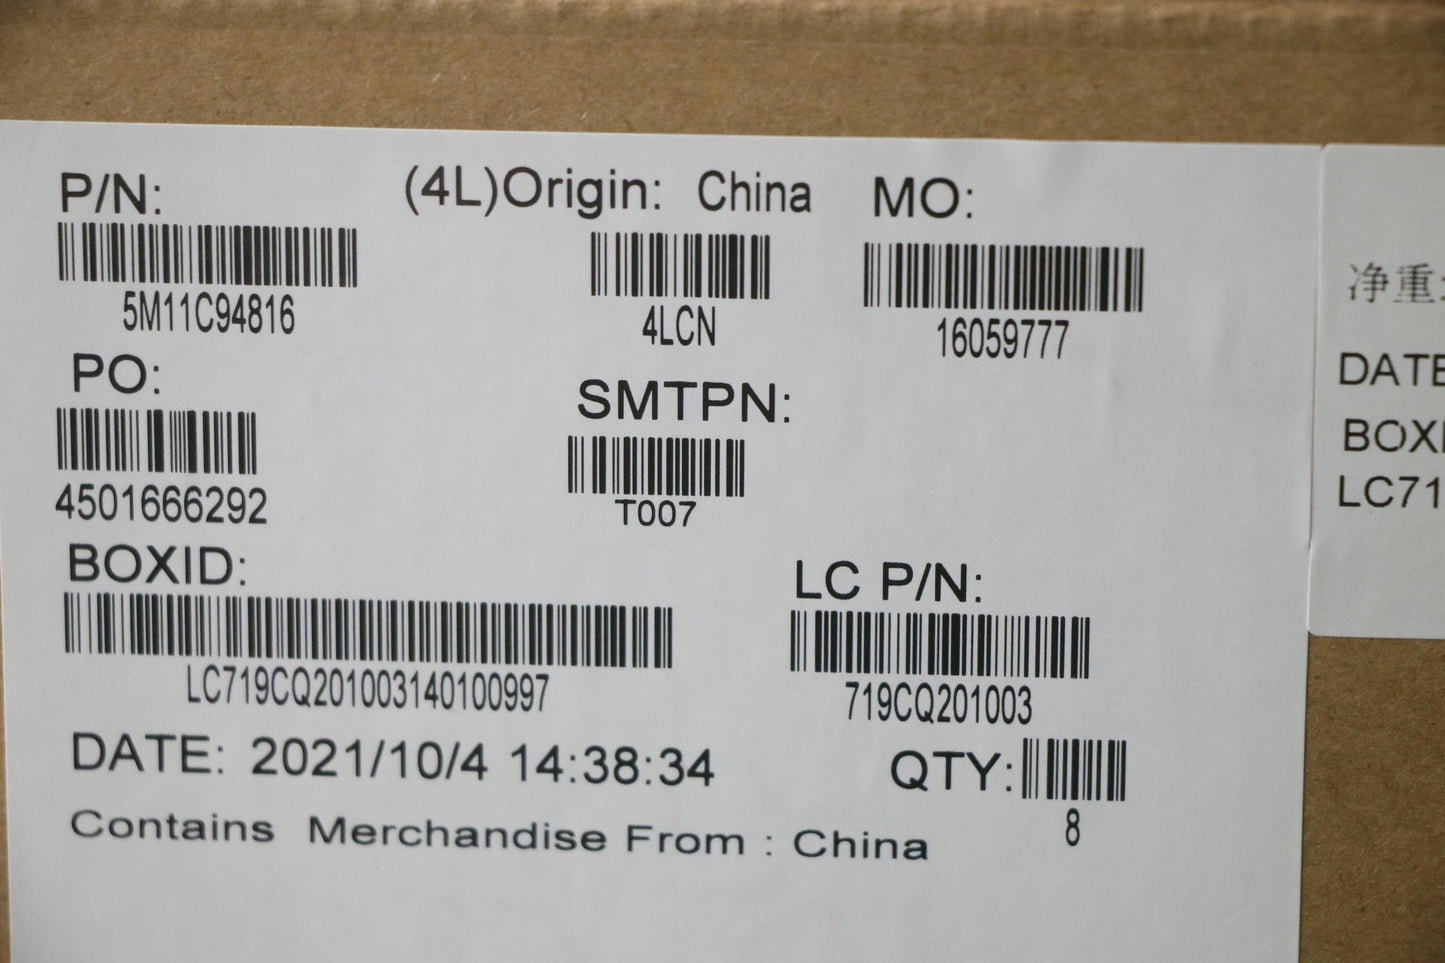 P/N:
5M11C94816
(4L)Origin: China
4LCN
MO:
16059777
PO:
4501666292
SMTPN:
T007
BOXID:
LC719CQ201003140100997
LC P/N:
719CQ201003
DATE: 2021/10/4 14:38:34
QTY:
8
Contains Merchandise From : China
净重:
DATE
BOXI
LC71